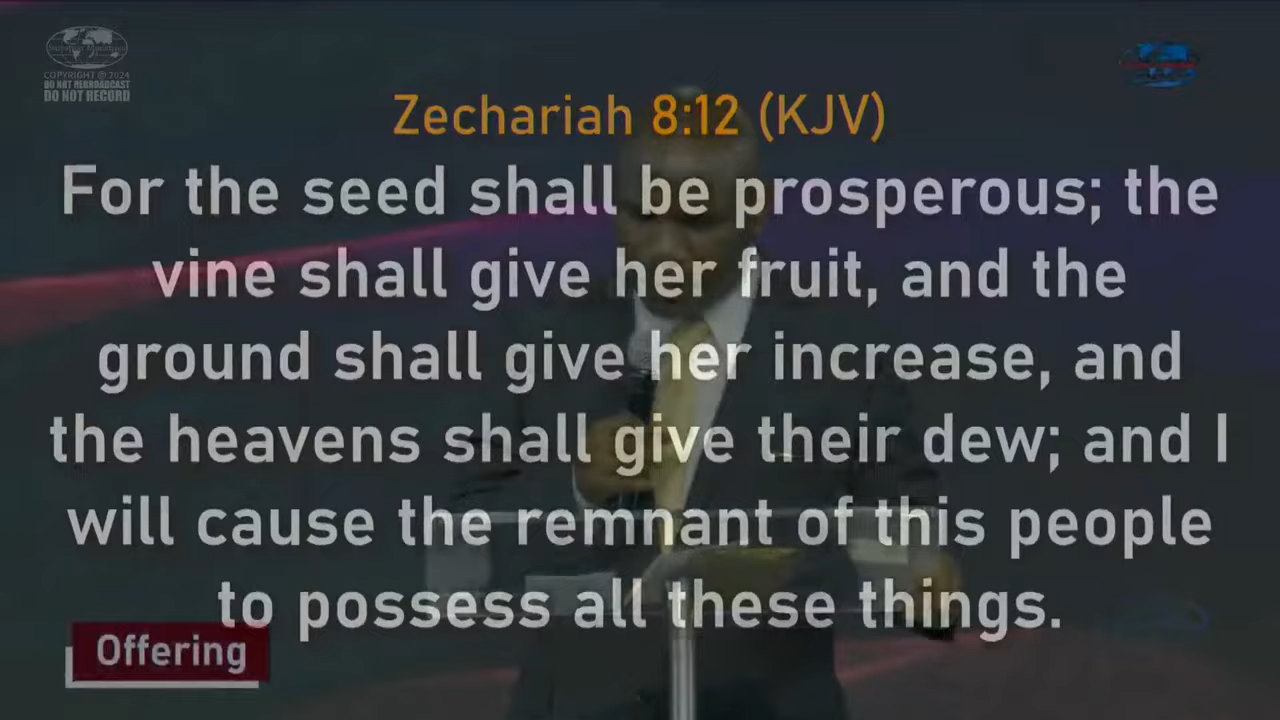 COPYRIGHT © 2024
DO NOT REBROADCAST
DO NOT RECORD
Zechariah 8:12 (KJV)
For the seed shall be prosperous; the
vine shall give her fruit, and the
ground shall give her increase, and
the heavens shall give their dew; and I
will cause the remnant of this people
to possess all these things.
Offering